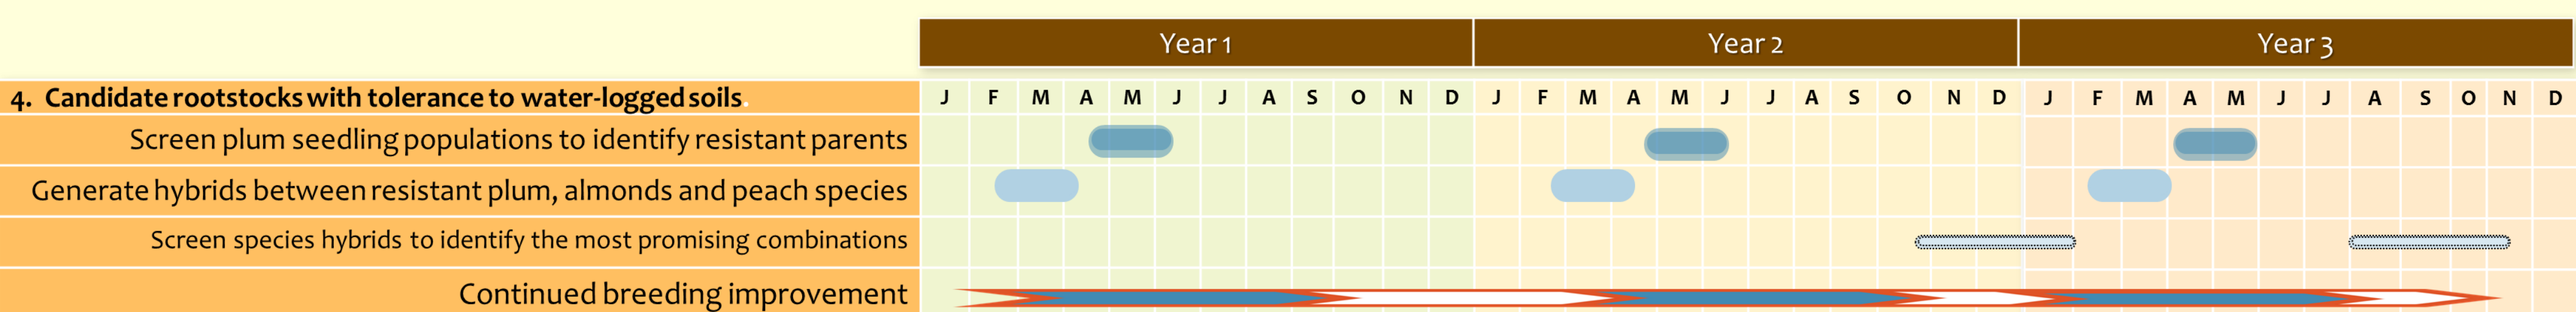 Year 1 Year 2 Year 3
4. Candidate rootstocks with tolerance to water-logged soils. J F M A M J J A S O N D J F M A M J J A S O N D J F M A M J J A S O N D
Screen plum seedling populations to identify resistant parents
Generate hybrids between resistant plum, almonds and peach species
Screen species hybrids to identify the most promising combinations
Continued breeding improvement